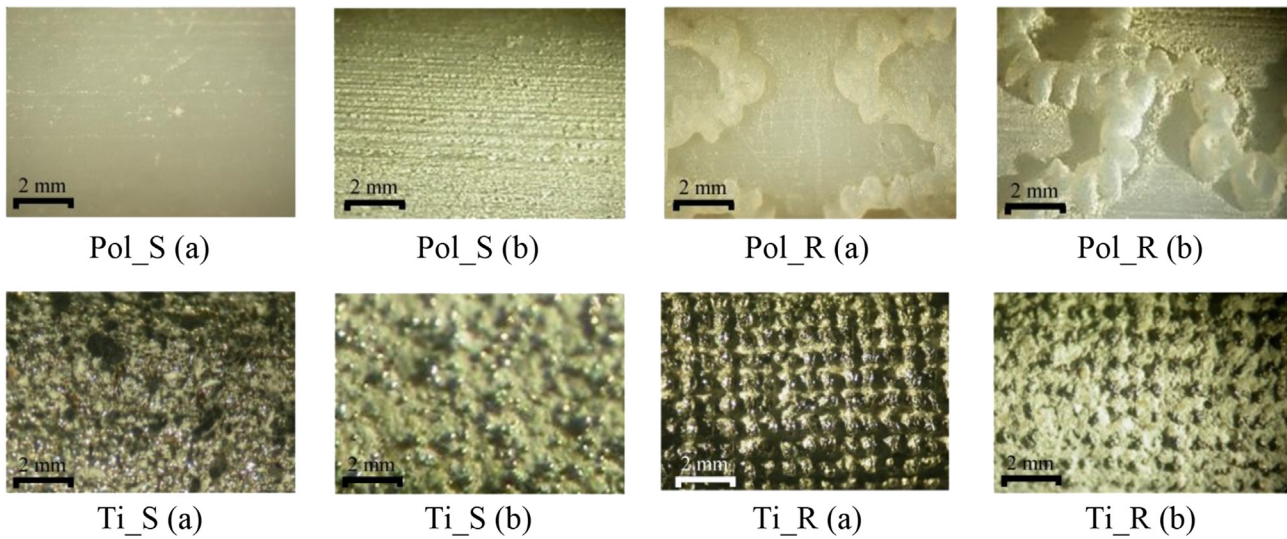 2 mm
2 mm
2 mm
2 mm
Pol_S (a)
Pol_S (b)
Pol_R (a)
Pol_R (b)
2 mm
2 mm
2 mm
2 mm
Ti_S (a)
Ti_S (b)
Ti_R (a)
Ti_R (b)